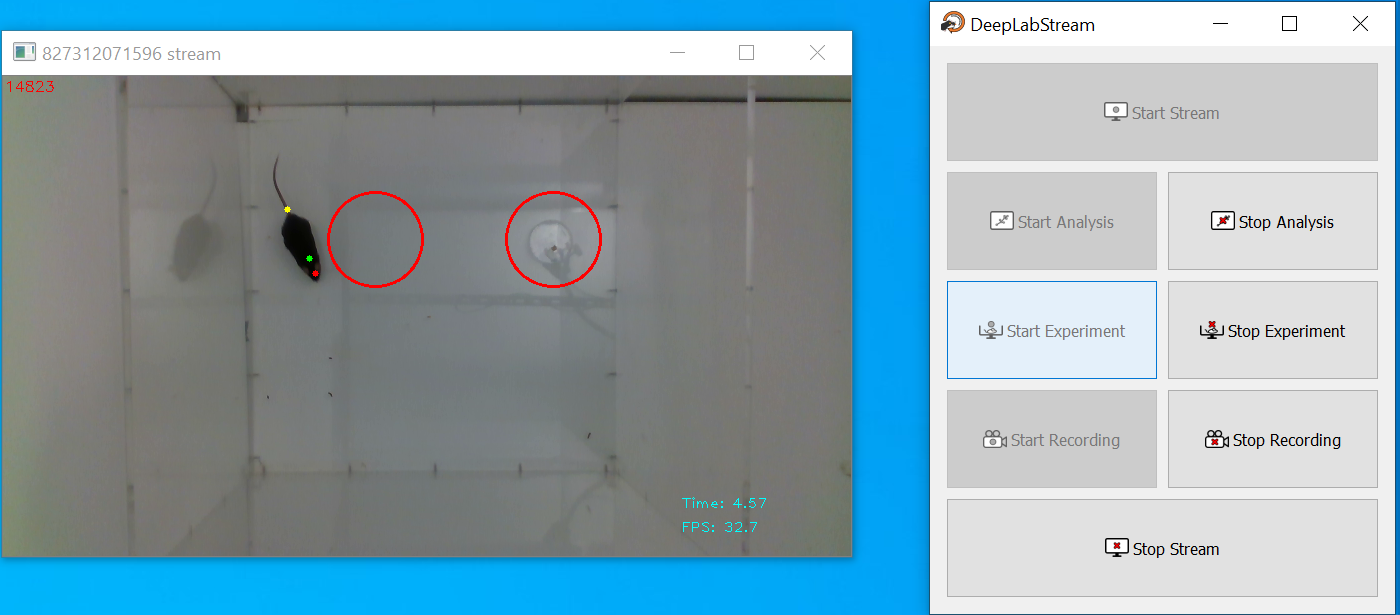 827312071596 stream
14823
Time: 4.57
FPS: 32.7
DeepLabStream
Start Stream
Start Analysis
Stop Analysis
Start Experiment
Stop Experiment
Start Recording
Stop Recording
Stop Stream